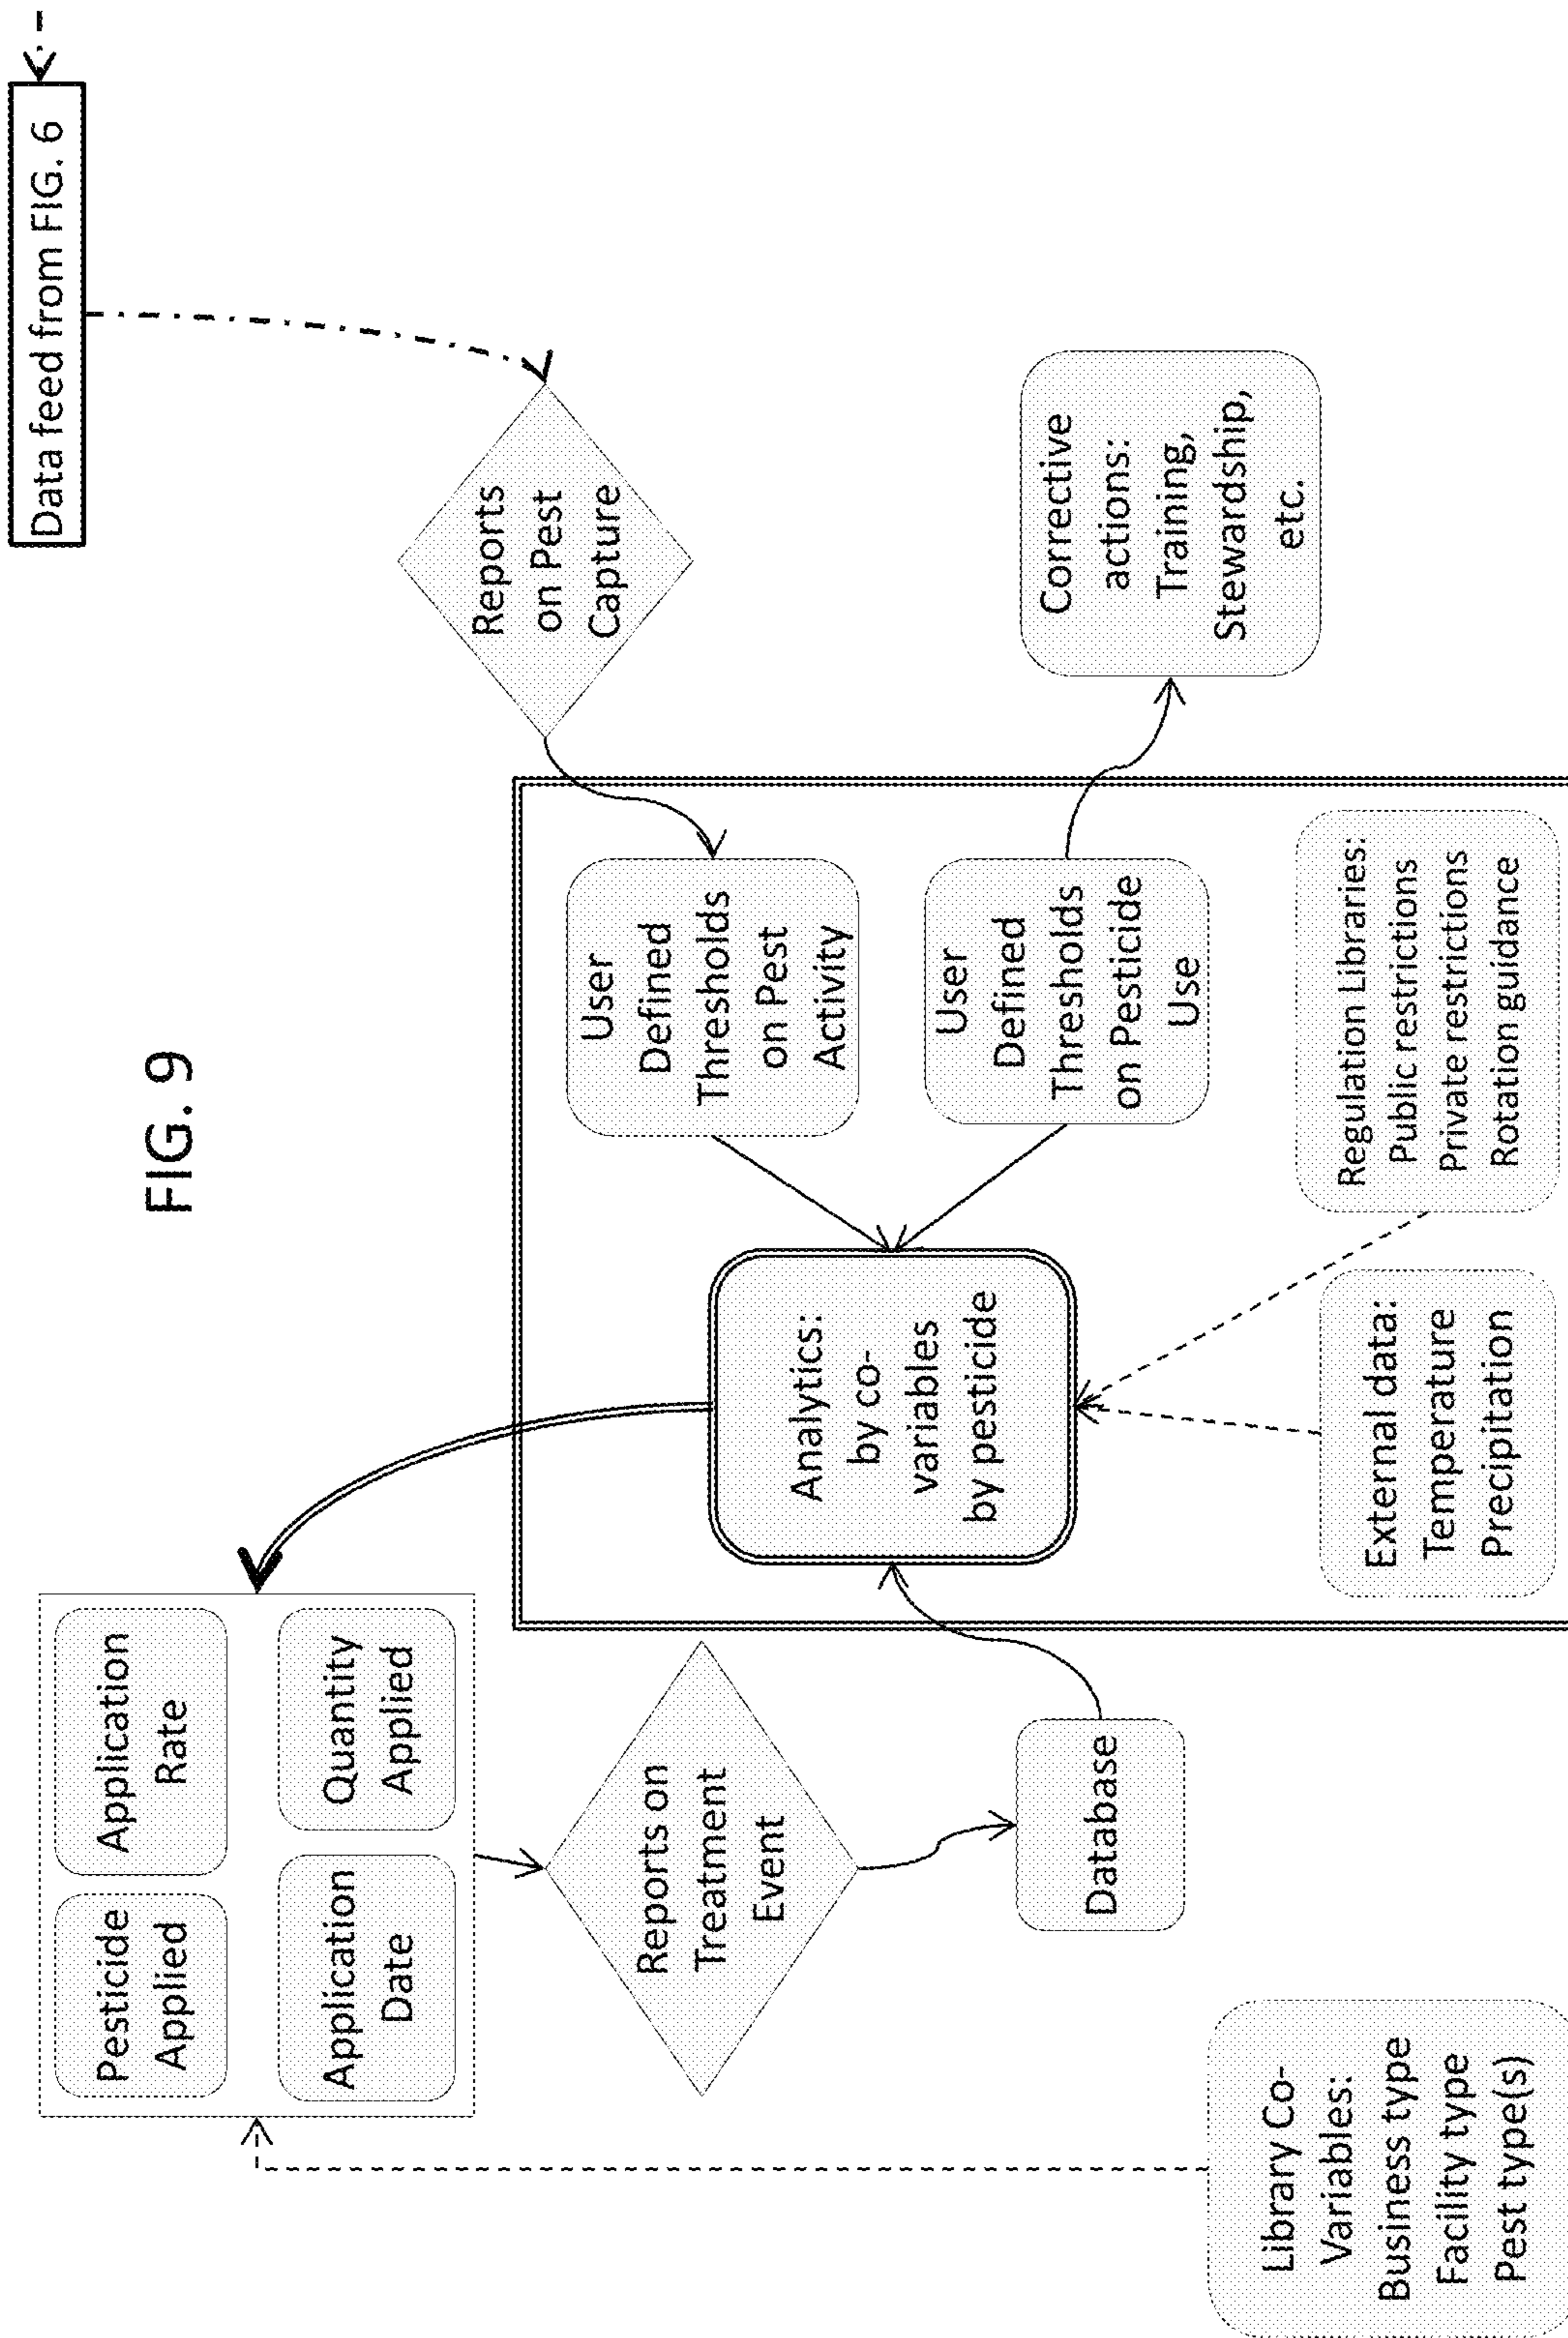 FIG. 9
Data feed from FIG. 6
Pesticide
Applied
Application
Rate
Application
Date
Quantity
Applied
Reports on
Treatment
Event
Database
Library Co-
Variables:
Business type
Facility type
Pest type(s)
Analytics:
by co-
variables
by pesticide
External data:
Temperature
Precipitation
Regulation Libraries:
Public restrictions
Private restrictions
Rotation guidance
User
Defined
Thresholds
on Pest
Activity
User
Defined
Thresholds
on Pesticide
Use
Reports
on Pest
Capture
Corrective
actions:
Training,
Stewardship,
etc.